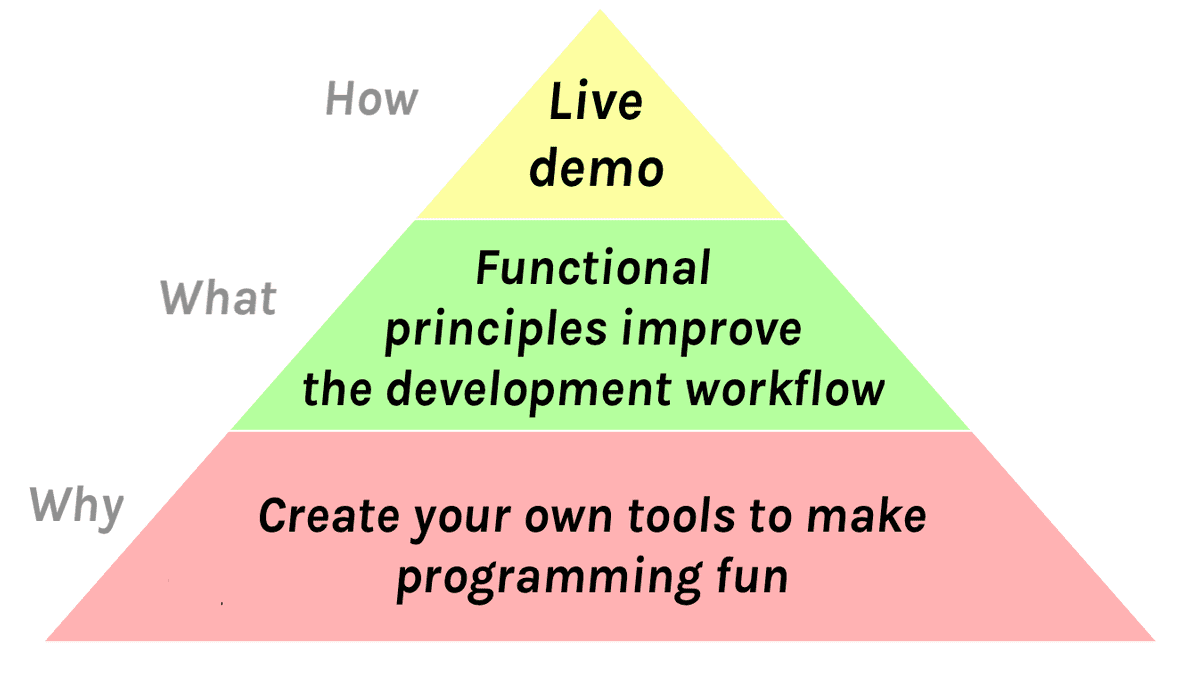 How
Live
demo
What
Functional
principles improve
the development workflow
Why
Create your own tools to make
programming fun